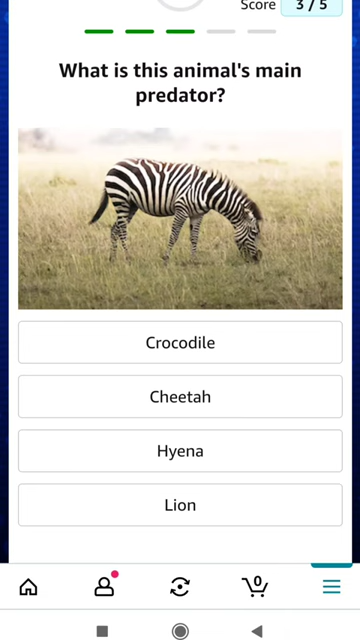 Score 3 / 5
What is this animal's main
predator?
Crocodile
Cheetah
Hyena
Lion
0